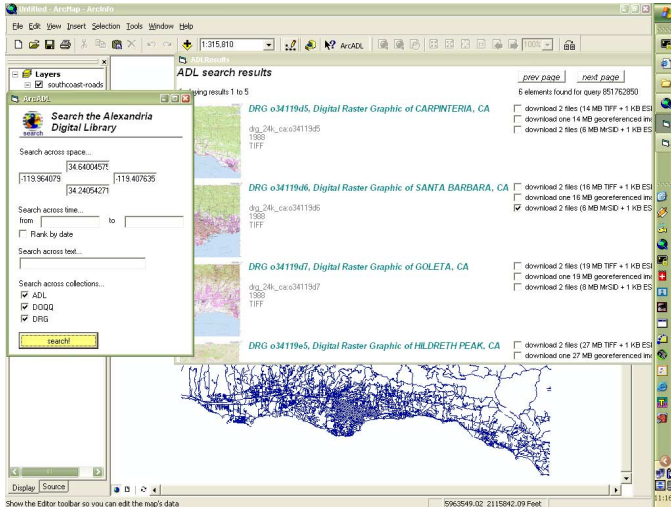 Untitled - ArcMap - ArcInfo
File Edit View Insert Selection Tools Window Help
1:315,810
ArcADL
100%
Layers
southcoast-roads
ArcADL
search
Search the Alexandria
Digital Library
Search across space...
34.64004575
-119.964079
-119.407635
34.24054271
Search across time...
from
to
Rank by date
Search across text...
Search across collections...
ADL
DOQQ
DRG
search!
ADLResults
ADL search results
prev page
next page
aying results 1 to 5
6 elements found for query 851762850
DRG o34119d5, Digital Raster Graphic of CARPINTERIA, CA
drg_24k_ca:o34119d5
1988
TIFF
download 2 files (14 MB TIFF + 1 KB ESI
download one 14 MB georeferenced ima
download 2 files (6 MB MrSID + 1 KB ESI
DRG o34119d6, Digital Raster Graphic of SANTA BARBARA, CA
drg_24k_ca:o34119d6
1988
TIFF
download 2 files (16 MB TIFF + 1 KB ESI
download one 16 MB georeferenced ima
download 2 files (6 MB MrSID + 1 KB ESI
DRG o34119d7, Digital Raster Graphic of GOLETA, CA
drg_24k_ca:o34119d7
1988
TIFF
download 2 files (19 MB TIFF + 1 KB ESI
download one 19 MB georeferenced ima
download 2 files (8 MB MrSID + 1 KB ESI
DRG o34119e5, Digital Raster Graphic of HILDRETH PEAK, CA
download 2 files (27 MB TIFF + 1 KB ESI
download one 27 MB georeferenced ima
Display
Source
Show the Editor toolbar so you can edit the map's data
5963549.02 2115842.09 Feet
11:16